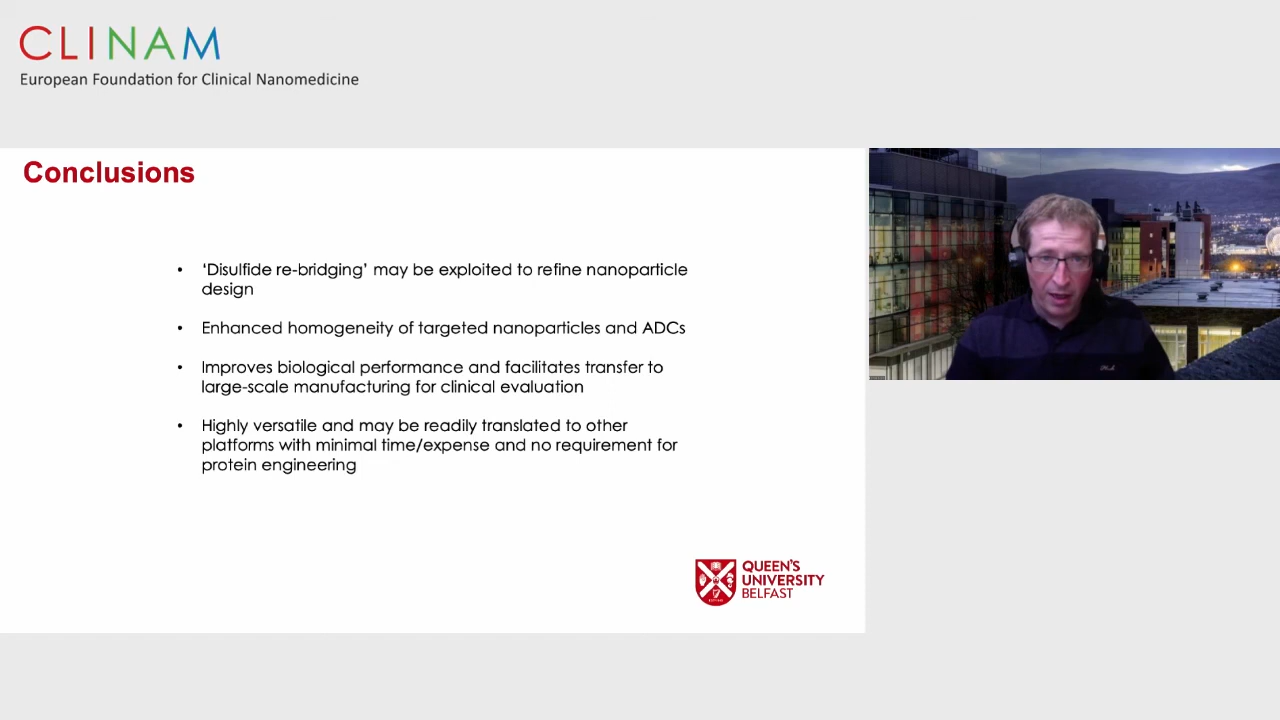 CLINAM
European Foundation for Clinical Nanomedicine
Conclusions
• ‘Disulfide re-bridging’ may be exploited to refine nanoparticle
design
• Enhanced homogeneity of targeted nanoparticles and ADCs
• Improves biological performance and facilitates transfer to
large-scale manufacturing for clinical evaluation
• Highly versatile and may be readily translated to other
platforms with minimal time/expense and no requirement for
protein engineering
QUEEN'S
UNIVERSITY
BELFAST